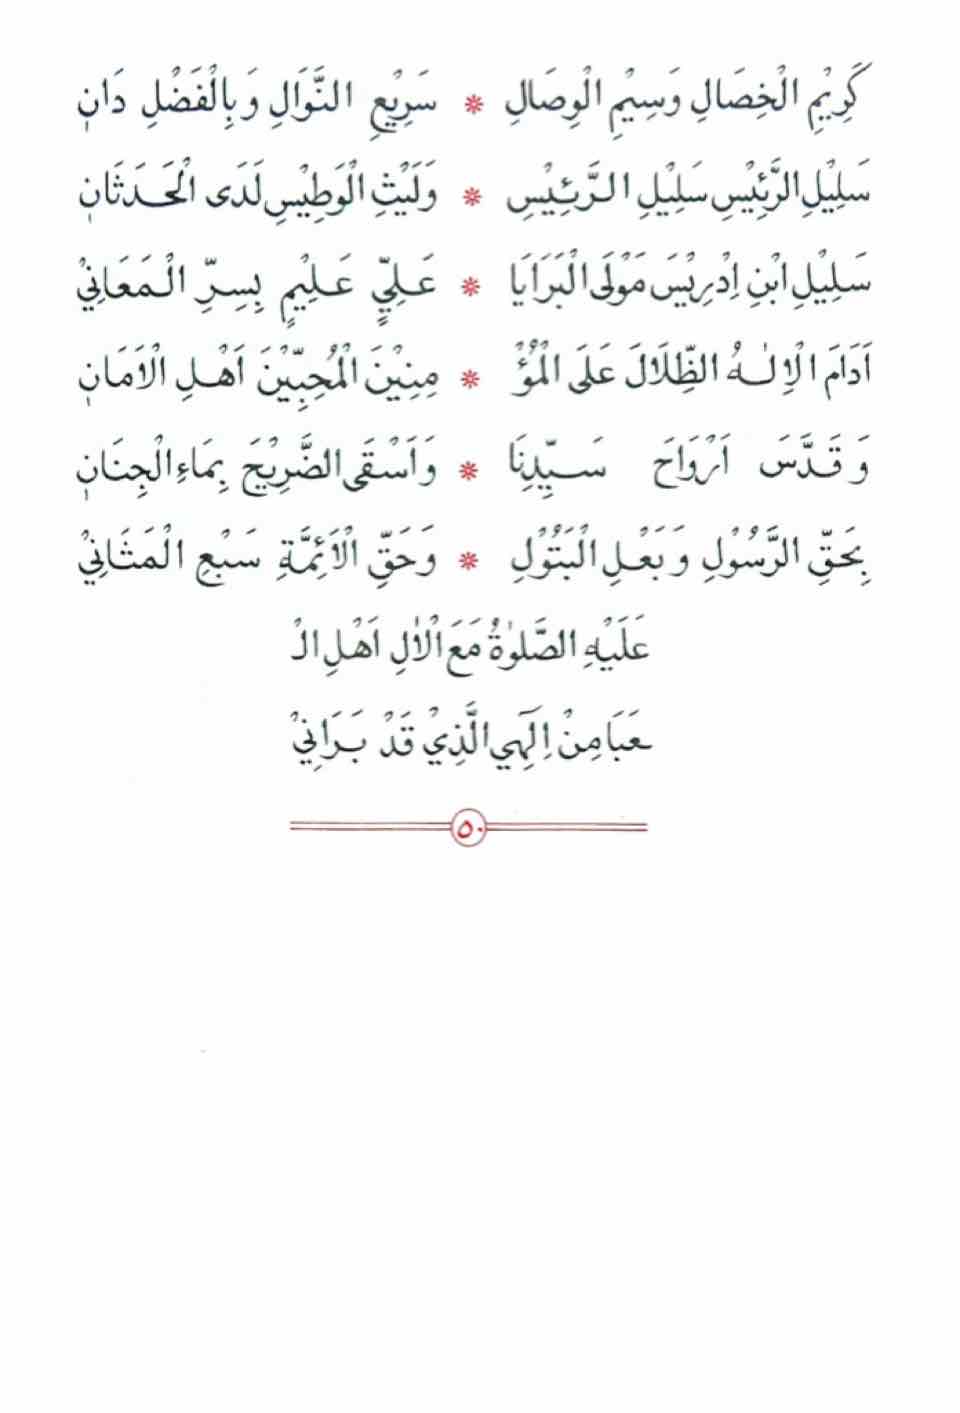 كَرِيْمِ الْخِصَالِ وَسِيْمِ الْوِصَالِ * سَرِيْعِ النَّوَالِ وَبِالْفَضْلِ دَانٖ
سَلِيْلِ الرَّئِيْسِ سَلِيْلِ الرَّئِيْسِ * وَلَيْثِ الْوَطِيْسِ لَدَى الْحَدَثَانٖ
سَلِيْلِ ابْنِ اِدْرِيْسَ مَوْلَى الْبَرَايَا * عَلِيٍّ عَلِيْمٍ بِسِرِّ الْمَعَانِيْ
اَدَامَ الْاِلٰهُ الظِّلَالَ عَلَى الْمُؤْ * مِنِيْنَ الْمُحِبِّيْنَ اَهْلِ الْاَمَانٖ
وَقَدَّسَ اَرْوَاحَ سَيِّدِنَا * وَاَسْقَى الضَّرِيْحَ بِمَاءِ الْجِنَانٖ
بِحَقِّ الرَّسُوْلِ وَبَعْلِ الْبَتُوْلِ * وَحَقِّ الْاَئِمَّةِ سَبْعِ الْمَثَانِيْ
عَلَيْهِ الصَّلوٰةُ مَعَ الْاٰلِ اَهْلِ الْـ
ـعَبَا مِنْ اِلٰهِي الَّذِيْ قَدْ بَرَانِيْ
٥٠